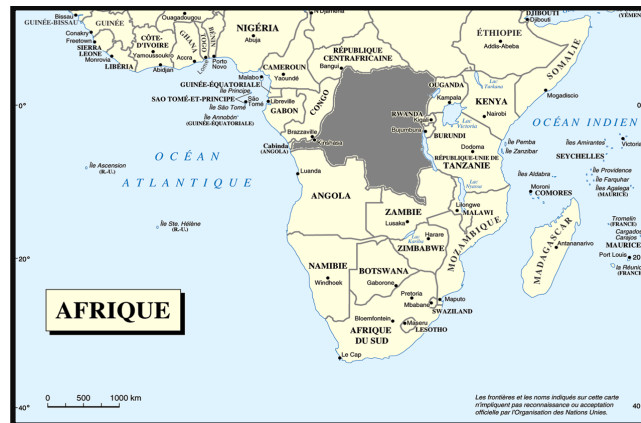 Bissau
GUINÉE-BISSAU
GUINÉE
Conakry
Freetown
SIERRA
LEONE
Monrovia
LIBÉRIA
CÔTE-
D'IVOIRE
Yamoussoukro
Abidjan
Ouagadougou
GHANA
Accra
TOGO
BÉNIN
Porto
Novo
NIGÉRIA
Abuja
CAMEROUN
Yaoundé
Malabo
GUINÉE-ÉQUATORIALE
Île Príncipe
SAO TOMÉ-ET-PRINCIPE
São
Tomé
Île São Tomé
Île Annobón
(GUINÉE-ÉQUATORIALE)
Libreville
GABON
CONGO
RÉPUBLIQUE
CENTRAFRICAINE
Bangui
Brazzaville
Kinshasa
Cabinda
(ANGOLA)
Luanda
ANGOLA
ÉTHIOPIE
Addis-Abeba
DJIBOUTI
Djibouti
SOMALIE
Mogadiscio
OUGANDA
Kampala
Lac
Turkana
KENYA
Nairobi
RWANDA
Kigali
Bujumbura
BURUNDI
Lac
Victoria
Dodoma
RÉPUBLIQUE-UNIE DE
TANZANIE
Île Pemba
Île Zanzibar
OCÉAN INDIEN
Îles Amirantes
Victoria
SEYCHELLES
Île Providence
Île Farquhar
Îles Aldabra
Îles Agalega
(MAURICE)
Moroni
COMORES
Lac
Nyassa
Lilongwe
MALAWI
ZAMBIE
Lusaka
Lac
Kariba
Harare
ZIMBABWE
MOZAMBIQUE
MADAGASCAR
Antananarivo
Tromelin
(FRANCE)
Cargados
Carajos
MAURICE
Port Louis
la Réunion
(FRANCE)
NAMIBIE
Windhoek
BOTSWANA
Gaborone
Pretoria
Mbabane
Maputo
SWAZILAND
Bloemfontein
Maseru
LESOTHO
AFRIQUE
DU SUD
Le Cap
OCÉAN
ATLANTIQUE
Île Ascension
(R.-U.)
Île Ste. Hélène
(R.-U.)
0°
20°
20
40°
40
AFRIQUE
0 500 1000 km
Les frontières et les noms indiqués sur cette carte
n'impliquent pas reconnaissance ou acceptation
officielle par l'Organisation des Nations Unies.